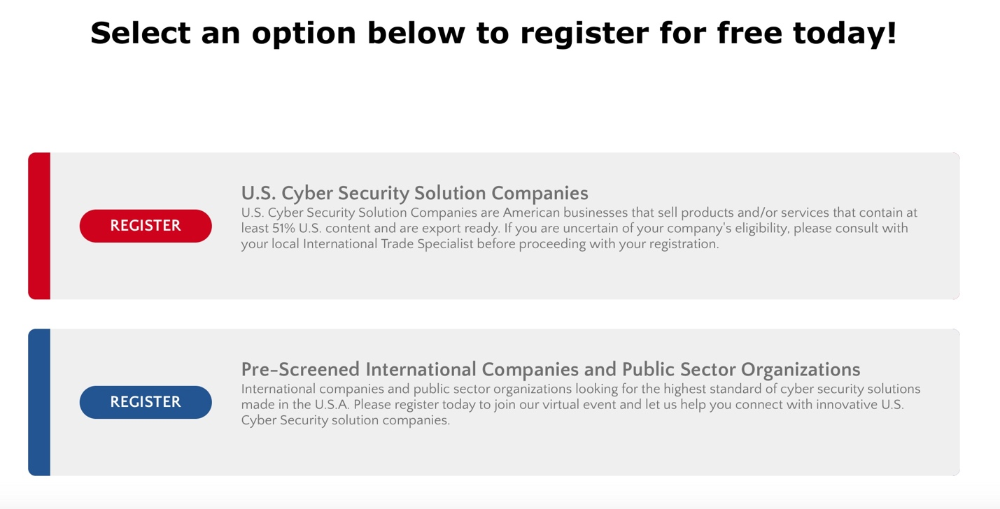 Select an option below to register for free today!
REGISTER
U.S. Cyber Security Solution Companies
U.S. Cyber Security Solution Companies are American businesses that sell products and/or services that contain at
least 51% U.S. content and are export ready. If you are uncertain of your company's eligibility, please consult with
your local International Trade Specialist before proceeding with your registration.
REGISTER
Pre-Screened International Companies and Public Sector Organizations
International companies and public sector organizations looking for the highest standard of cyber security solutions
made in the U.S.A. Please register today to join our virtual event and let us help you connect with innovative U.S.
Cyber Security solution companies.